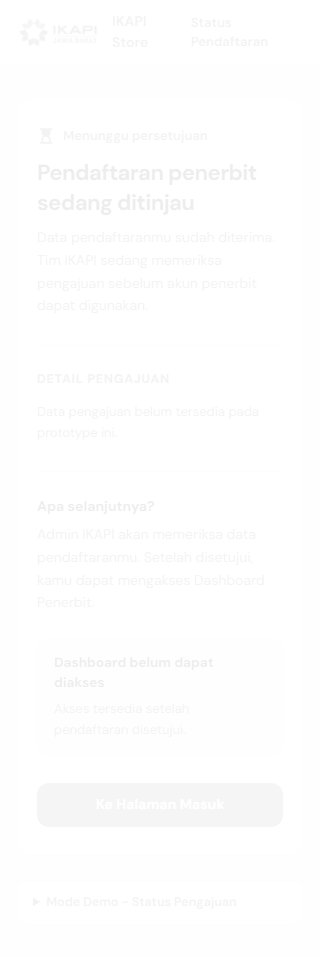 IKAPI
IKAPI Store
Status Pendaftaran
Menunggu persetujuan
Pendaftaran penerbit
sedang ditinjau
Data pendaftaranmu sudah diterima.
Tim IKAPI sedang memeriksa
pengajuan sebelum akun penerbit
dapat digunakan.
DETAIL PENGAJUAN
Data pengajuan belum tersedia pada
prototype ini.
Apa selanjutnya?
Admin IKAPI akan memeriksa data
pendaftaranmu. Setelah disetujui,
kamu dapat mengakses Dashboard
Penerbit.
Dashboard belum dapat
diakses
Akses tersedia setelah
pendaftaran disetujui.
Ke Halaman Masuk
Mode Demo - Status Pengajuan